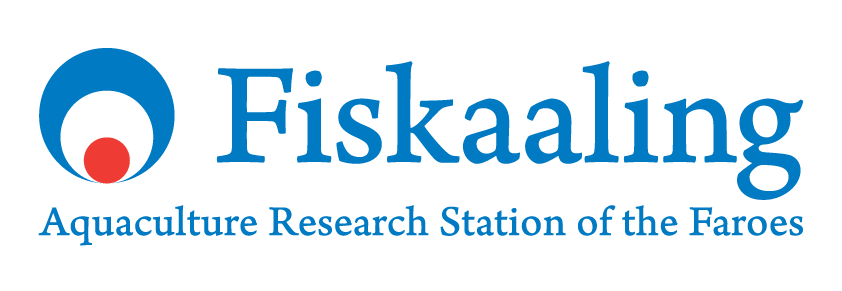 Fiskaaling
Aquaculture Research Station of the Faroes